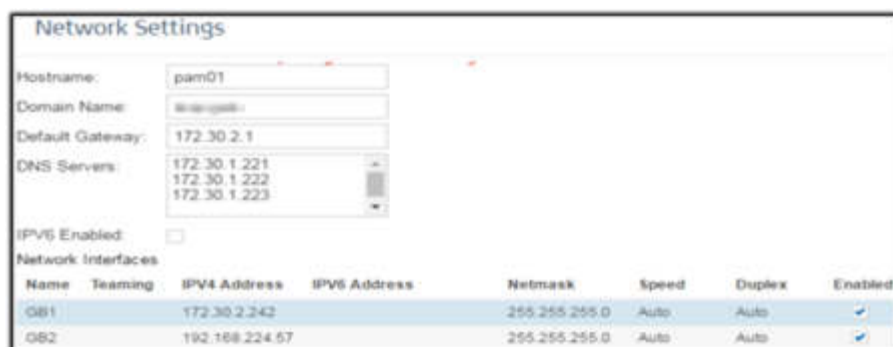 Network Settings
Hostname: pam01
Domain Name:
Default Gateway: 172.30.2.1
DNS Servers: 172.30.1.221
172.30.1.222
172.30.1.223
IPV6 Enabled:
Network Interfaces
Name Teaming IPV4 Address IPV6 Address Netmask Speed Duplex Enabled
GB1 172.30.2.242 255.255.255.0 Auto Auto
GB2 192.168.224.57 255.255.255.0 Auto Auto